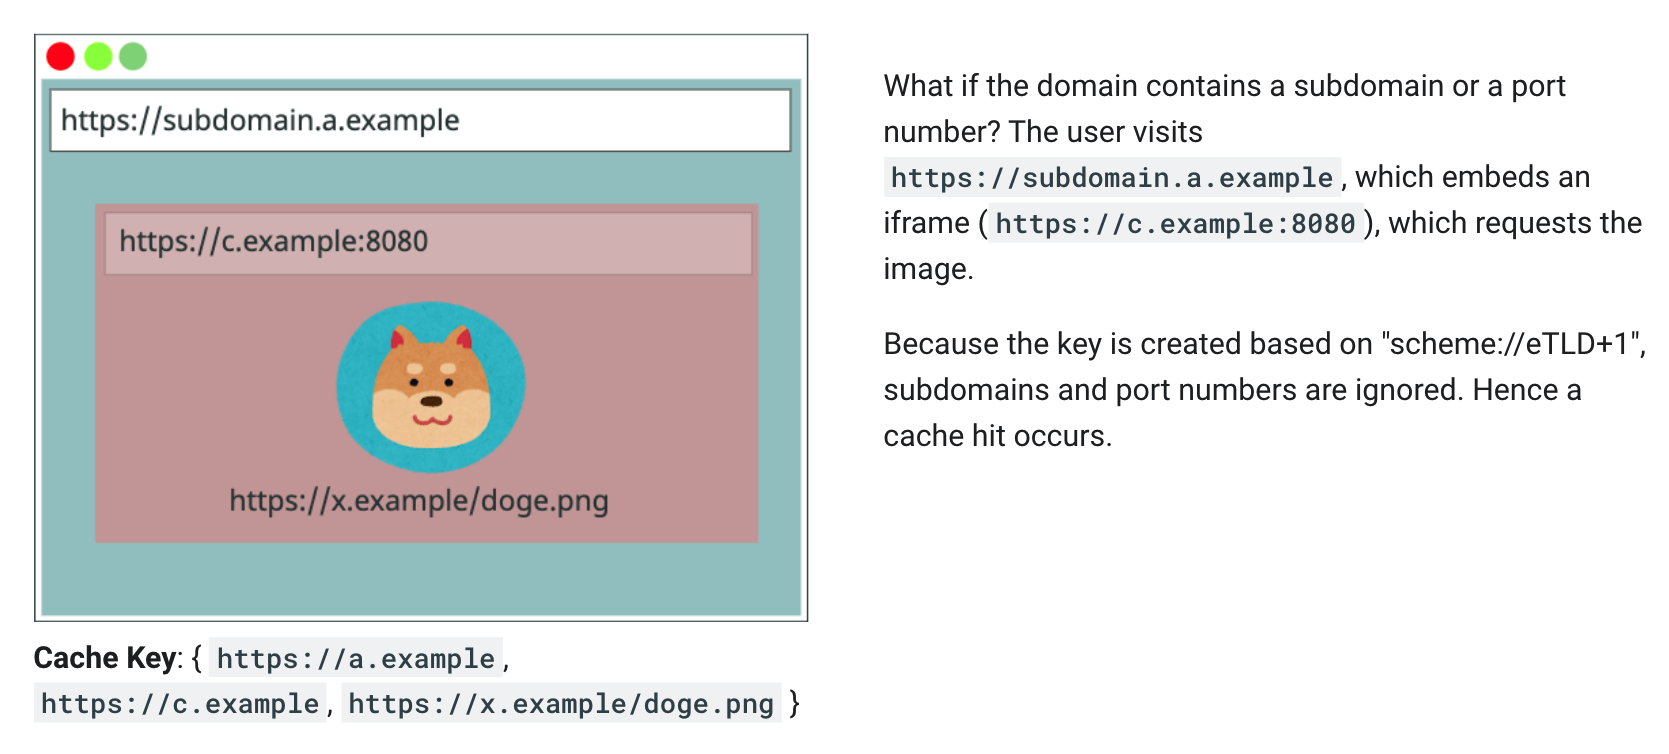 https://subdomain.a.example
https://c.example:8080
https://x.example/doge.png
Cache Key: { https://a.example,
https://c.example, https://x.example/doge.png }
What if the domain contains a subdomain or a port
number? The user visits
https://subdomain.a.example, which embeds an
iframe (https://c.example:8080), which requests the
image.
Because the key is created based on "scheme://eTLD+1",
subdomains and port numbers are ignored. Hence a
cache hit occurs.